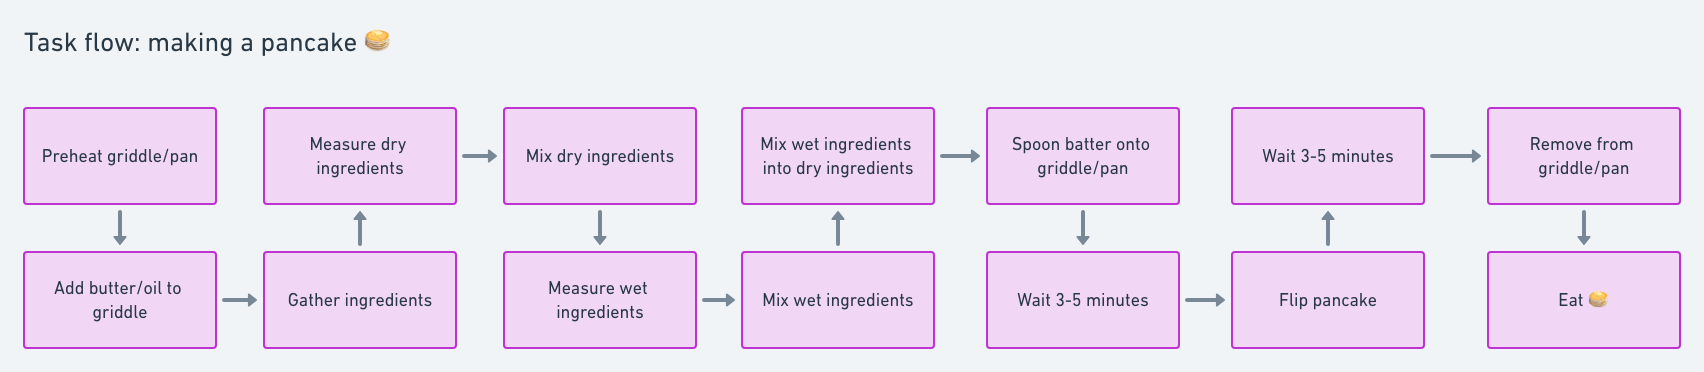 Task flow: making a pancake 🥞
Preheat griddle/pan
Add butter/oil to
griddle
Gather ingredients
Measure dry
ingredients
Mix dry ingredients
Measure wet
ingredients
Mix wet ingredients
Mix wet ingredients
into dry ingredients
Spoon batter onto
griddle/pan
Wait 3-5 minutes
Flip pancake
Wait 3-5 minutes
Remove from
griddle/pan
Eat 🥞